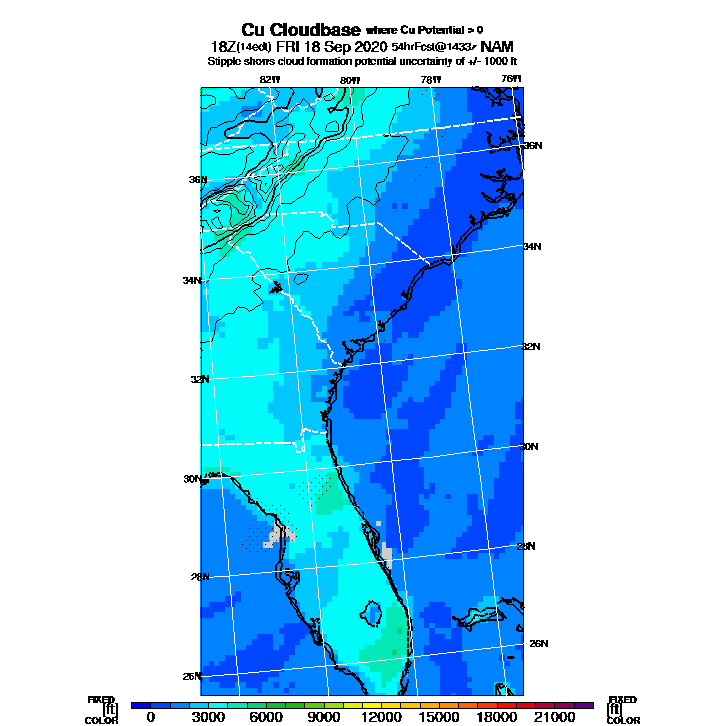 Cu Cloudbase where Cu Potential > 0
18Z(14edt) FRI 18 Sep 2020 54hrFcst@1433z NAM
Stipple shows cloud formation potential uncertainty of +/- 1000 ft
82W 80W 78W 76W
36N 36N
34N 34N
32N 32N
30N 30N
28N 28N
26N 26N
FIXED FIXED
[ft] [ft]
COLOR COLOR
0 3000 6000 9000 12000 15000 18000 21000